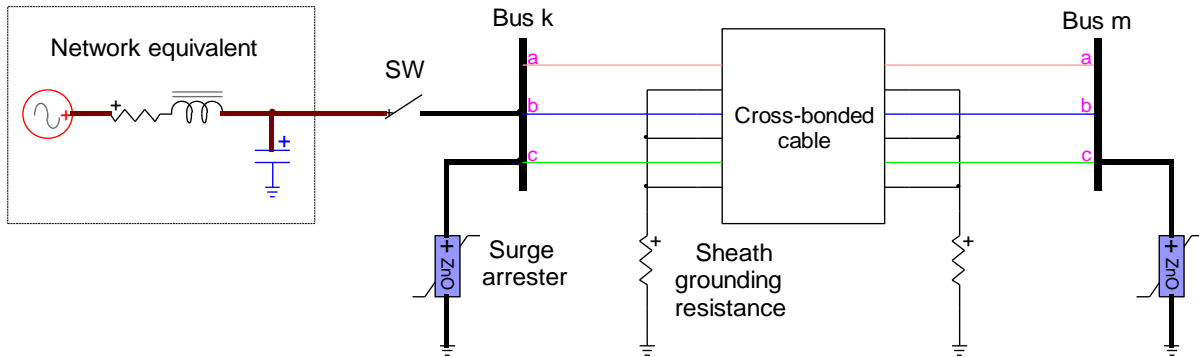 Network equivalent
SW
Bus k
Bus m
a
a
b
b
c
c
Cross-bonded
cable
+
+
+
+
+
+
+
+
+
ZnO
ZnO
Surge
arrester
Sheath
grounding
resistance